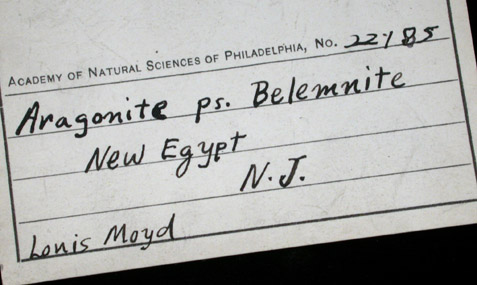 ACADEMY OF NATURAL SCIENCES OF PHILADELPHIA, NO. 22185
Aragonite ps. Belemnite
New Egypt
N.J.
Louis Moyd